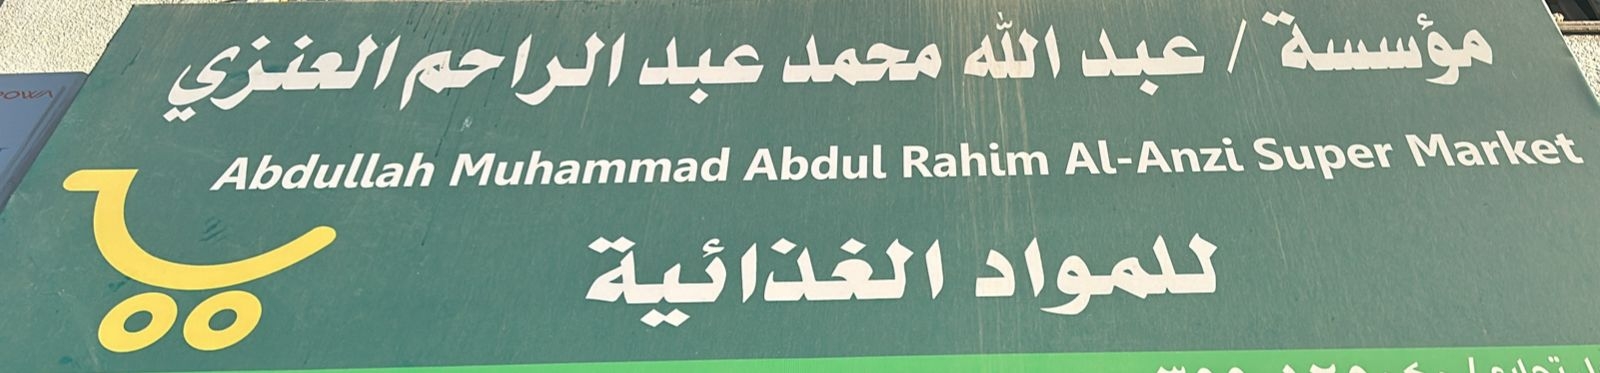 مؤسسة / عبد الله محمد عبد الراحم العنزي
Abdullah Muhammad Abdul Rahim Al-Anzi Super Market
للمواد الغذائية